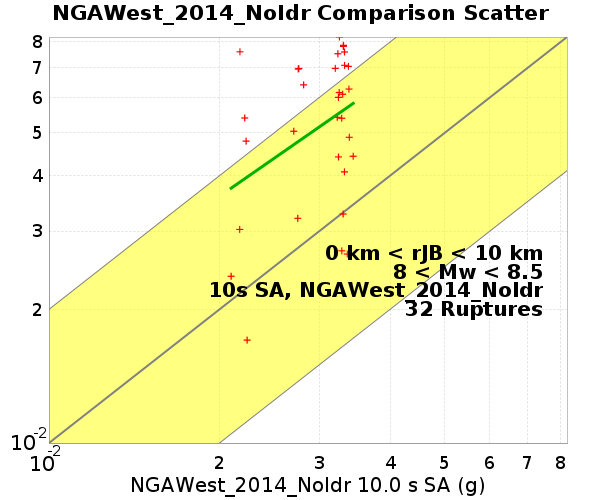 NGAWest_2014_NoIdr Comparison Scatter
8
7
6
5
4
3
2
10-2
0 km < rJB < 10 km
8 < Mw < 8.5
10s SA, NGAWest_2014_NoIdr
32 Ruptures
10-2 2 3 4 5 6 7 8
NGAWest_2014_NoIdr 10.0 s SA (g)